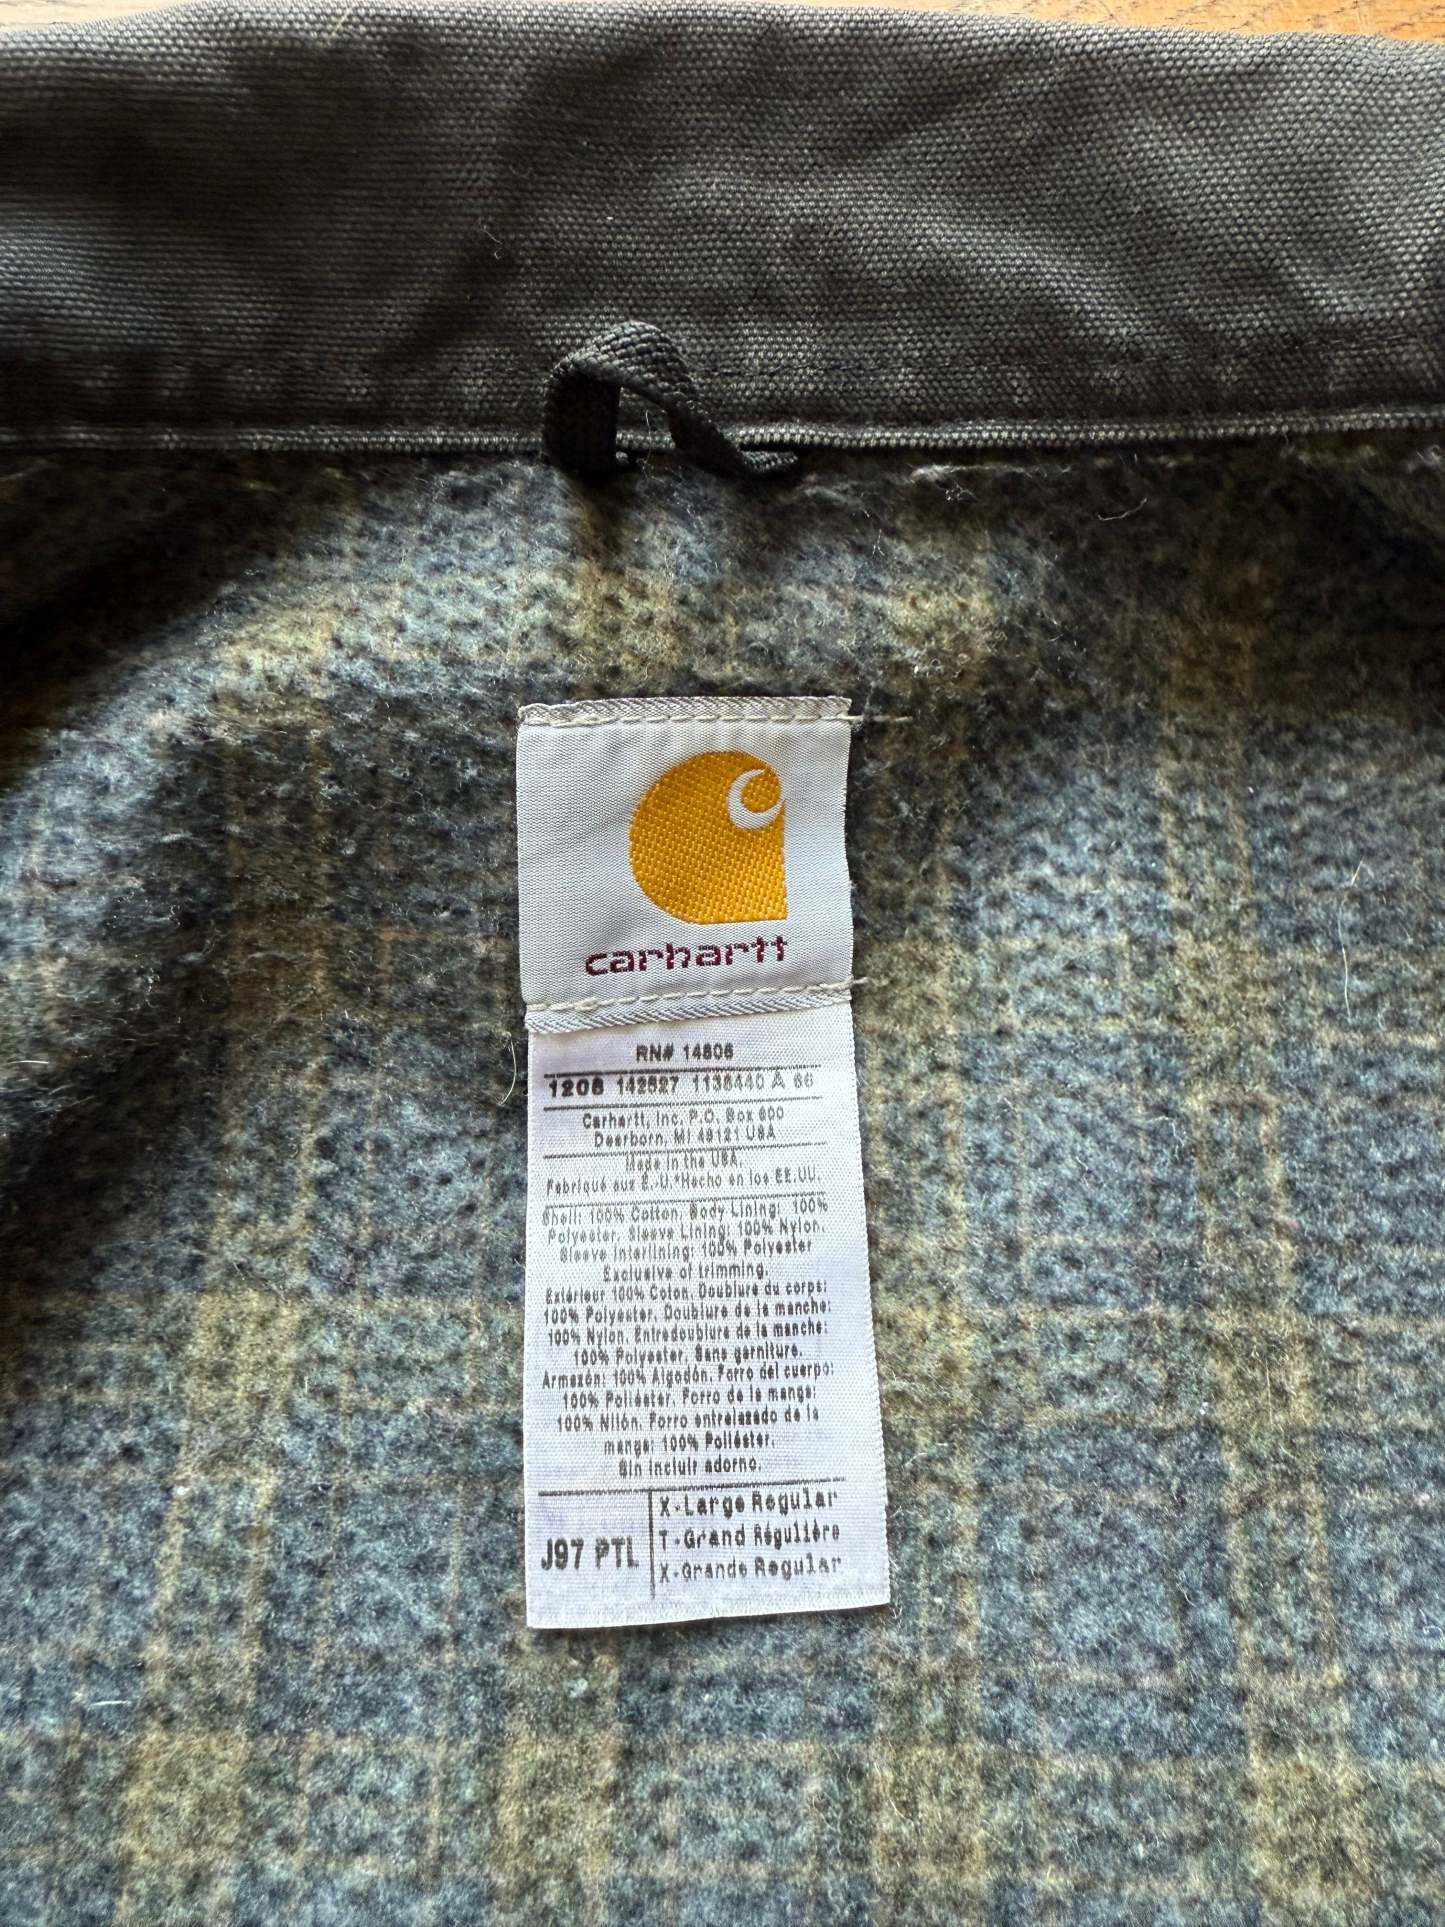 carhartt
RN# 14806
1208 142527 1138440 A 66
Carhartt, Inc. P.O. Box 600
Dearborn, MI 48121 USA
Made in the USA.
Fabriqué aux E.-U.*Hecho en los EE.UU.
Shell: 100% Cotton, Body Lining: 100%
Polyester, Sleeve Lining: 100% Nylon,
Sleeve Interlining: 100% Polyester
Exclusive of trimming.
Extérieur 100% Coton, Doublure du corps:
100% Polyester, Doublure de la manche:
100% Nylon, Entredoublure de la manche:
100% Polyester, Sans garniture.
Armazón: 100% Algodón, Forro del cuerpo:
100% Poliéster, Forro de la manga:
100% Nilón, Forro entrelazado de la
manga: 100% Poliéster.
Sin incluir adorno.
J97 PTL
X-Large Regular
T-Grand Régulière
X-Grande Regular